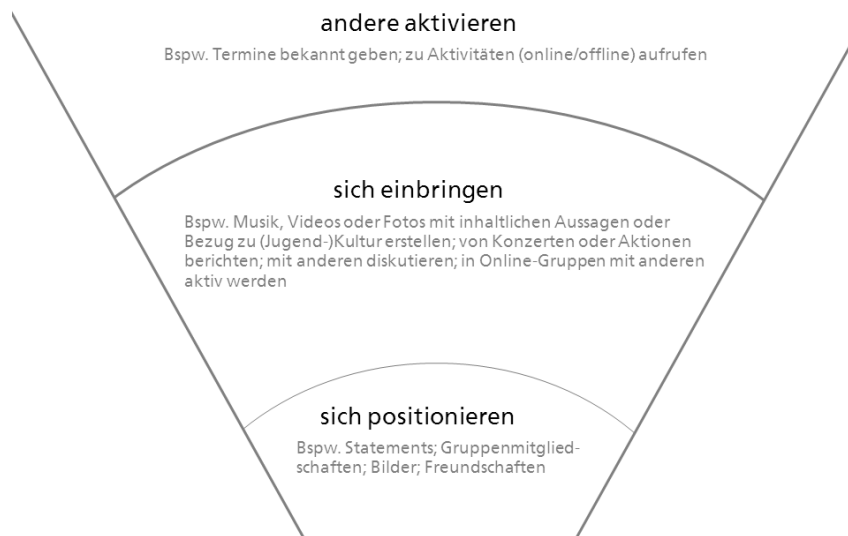 andere aktivieren
Bspw. Termine bekannt geben; zu Aktivitäten (online/offline) aufrufen
sich einbringen
Bspw. Musik, Videos oder Fotos mit inhaltlichen Aussagen oder
Bezug zu (Jugend-)Kultur erstellen; von Konzerten oder Aktionen
berichten; mit anderen diskutieren; in Online-Gruppen mit anderen
aktiv werden
sich positionieren
Bspw. Statements; Gruppenmitglied-
schaften; Bilder; Freundschaften